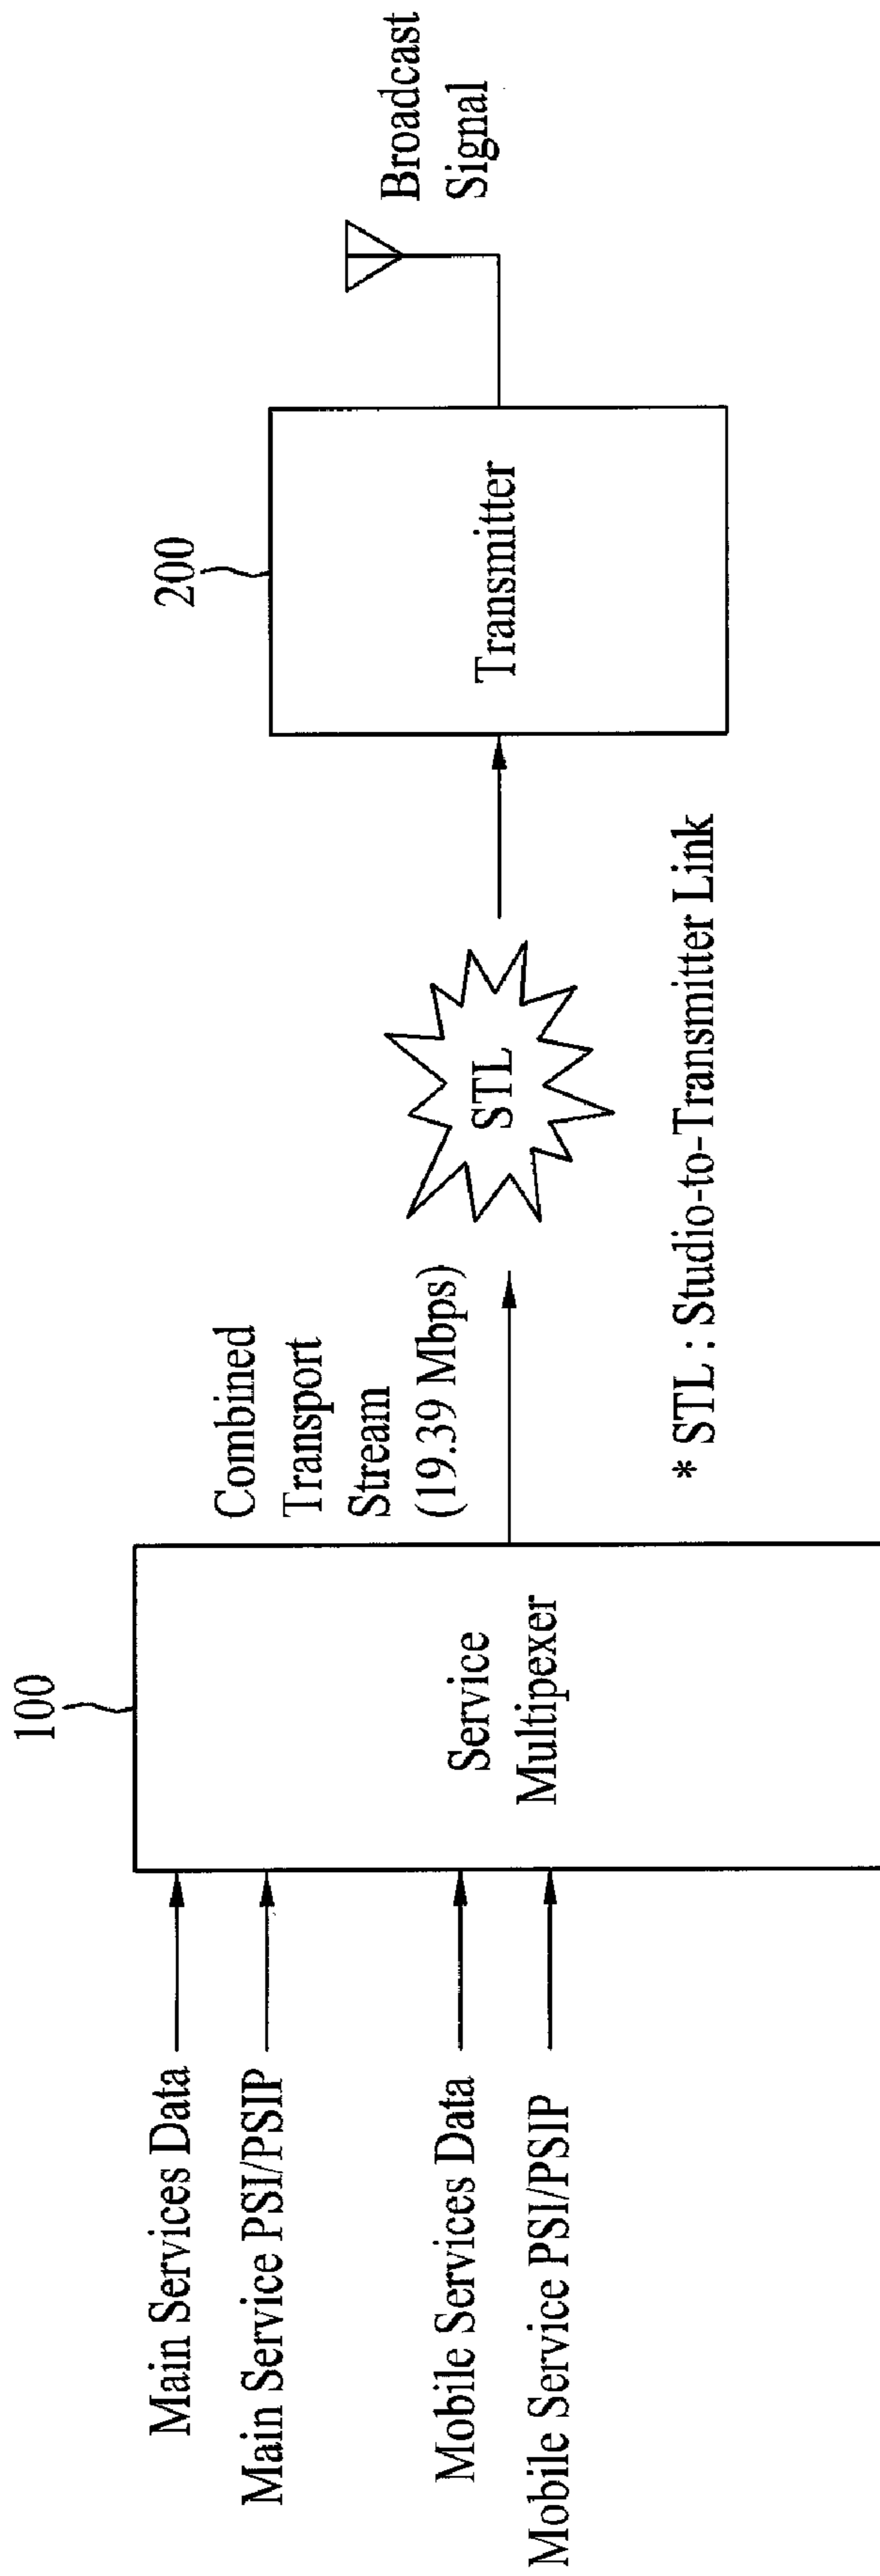 Main Services Data
Main Service PSI/PSIP
Mobile Services Data
Mobile Service PSI/PSIP
100
Service
Multipexer
Combined
Transport
Stream
(19.39 Mbps)
STL
* STL : Studio-to-Transmitter Link
200
Transmitter
Broadcast
Signal